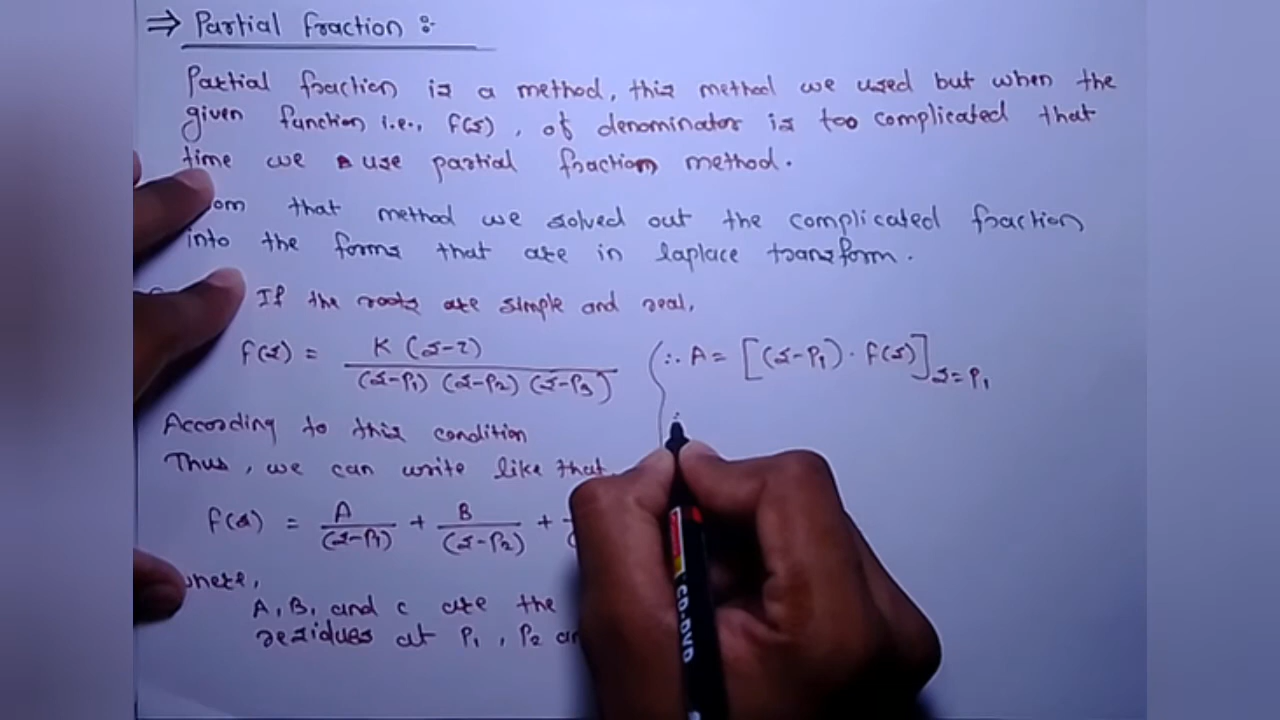 ⇒ Partial fraction :-
Partial fraction is a method, this method we used but when the
given function i.e., f(s), of denominator is too complicated that
time we use partial fraction method.
that method we solved out the complicated fraction
into the forms that are in laplace transform.
If the roots are simple and real,
f(s) = K (s-z) / (s-P1) (s-P2) (s-P3)
∴ A = [(s-P1) · f(s)] s=P1
According to this condition
Thus, we can write like that
f(s) = A / (s-P1) + B / (s-P2) +
where,
A, B, and c are the
residues at P1, P2
CD-DVD